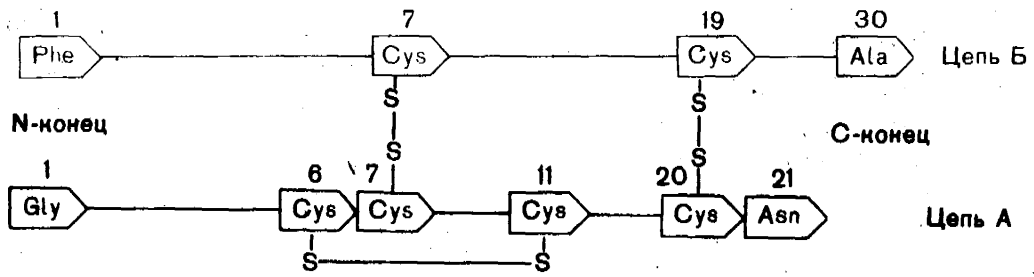 1 7 19 30
Phe Cys Cys Ala Цепь Б
S S
N-конец С-конец
S S
1 6 7 11 20 21
Gly Cys Cys Cys Cys Asn Цепь А
S S